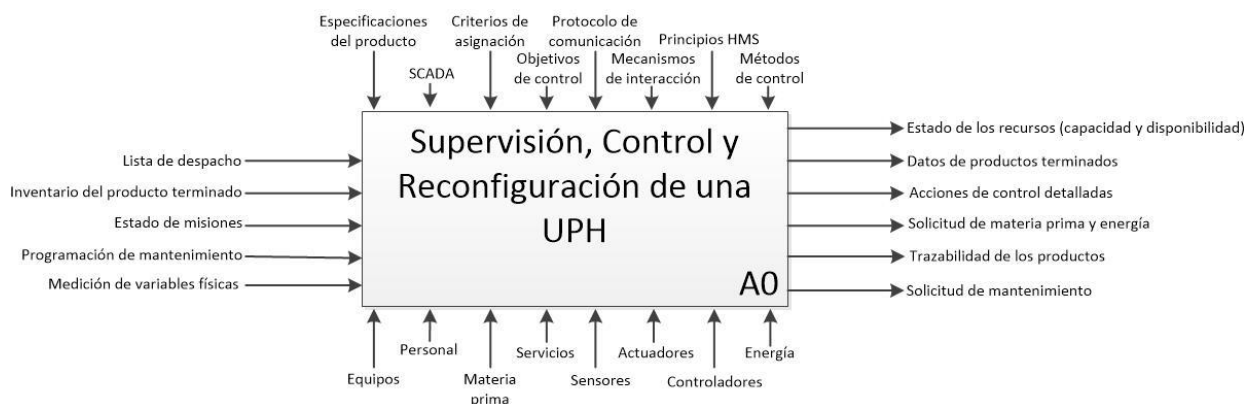 Especificaciones
del producto
SCADA
Criterios de
asignación
Objetivos
de control
Protocolo de
comunicación
Mecanismos
de interacción
Principios HMS
Métodos
de control
Lista de despacho
Inventario del producto terminado
Estado de misiones
Programación de mantenimiento
Medición de variables físicas
Supervisión, Control y
Reconfiguración de una
UPH
A0
Estado de los recursos (capacidad y disponibilidad)
Datos de productos terminados
Acciones de control detalladas
Solicitud de materia prima y energía
Trazabilidad de los productos
Solicitud de mantenimiento
Equipos
Personal
Materia
prima
Servicios
Sensores
Actuadores
Controladores
Energía